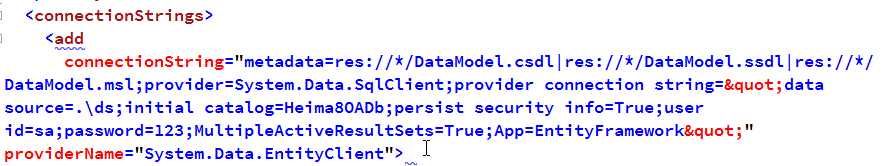 <connectionStrings>
<add
connectionString="metadata=res://*/DataModel.csdl|res://*/DataModel.ssdl|res://*/
DataModel.msl;provider=System.Data.SqlClient;provider connection string=&quot;data
source=.\ds;initial catalog=Heima8OADb;persist security info=True;user
id=sa;password=123;MultipleActiveResultSets=True;App=EntityFramework&quot;"
providerName="System.Data.EntityClient">